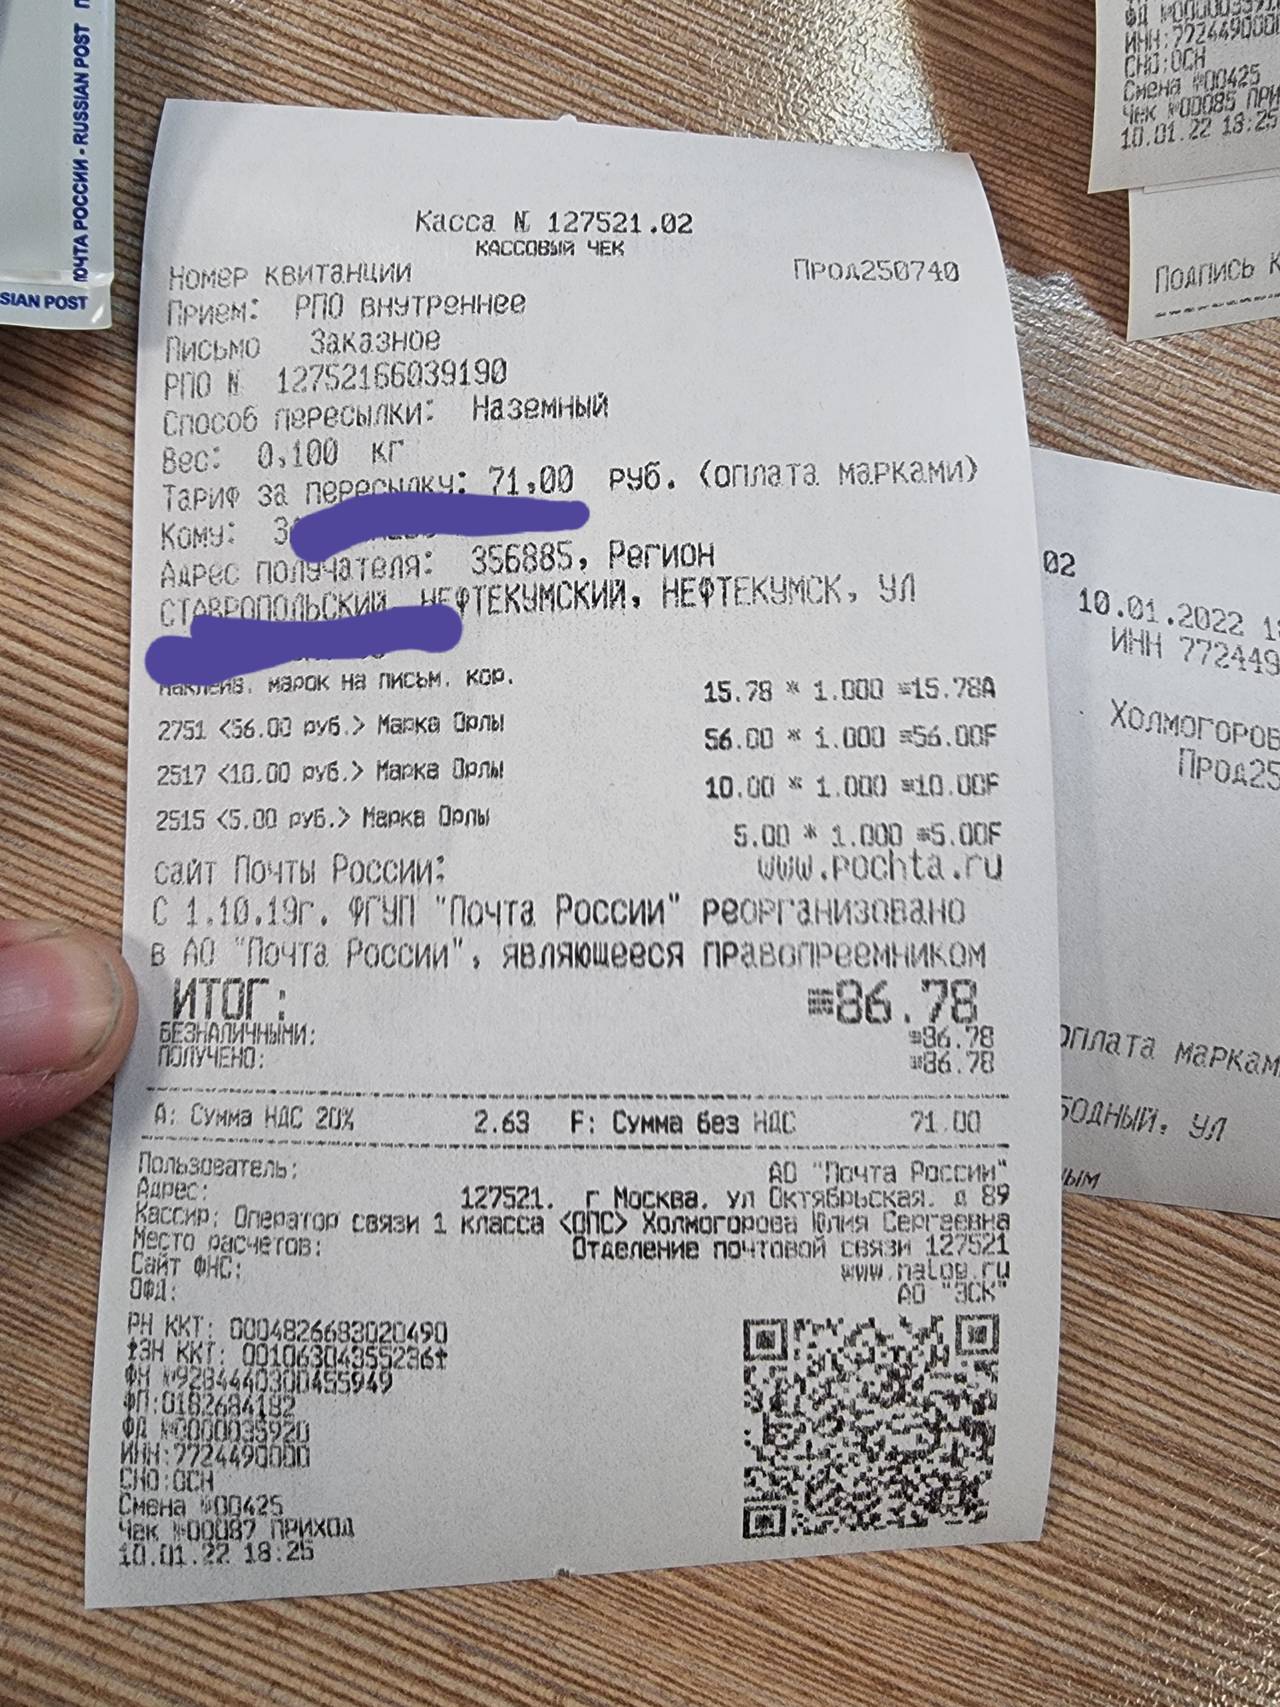 ПОЧТА РОССИИ - RUSSIAN POST
SIAN POST
Касса № 127521.02
КАССОВЫЙ ЧЕК
Номер квитанции Прод250740
Прием: РПО внутреннее
Письмо Заказное
РПО № 12752166039190
Способ пересылки: Наземный
Вес: 0,100 кг
Тариф за пересылку: 71,00 руб. (оплата марками)
Кому:
Адрес получателя: 356885, Регион
СТАВРОПОЛЬСКИЙ, НЕФТЕКУМСКИЙ, НЕФТЕКУМСК, УЛ
Наклеив. марок на письм. кор.
15.78 * 1.000 ≡15.78А
2751 <56.00 руб.> Марка Орлы
56.00 * 1.000 ≡56.00F
2517 <10.00 руб.> Марка Орлы
10.00 * 1.000 ≡10.00F
2515 <5.00 руб.> Марка Орлы
5.00 * 1.000 ≡5.00F
сайт Почты России: www.pochta.ru
С 1.10.19г. ФГУП "Почта России" реорганизовано
в АО "Почта России", являющееся правопреемником
ИТОГ: ≡86.78
БЕЗНАЛИЧНЫМИ: ≡86.78
ПОЛУЧЕНО: ≡86.78
А: Сумма НДС 20% 2.63 F: Сумма без НДС 71.00
Пользователь: АО "Почта России"
Адрес: 127521, г Москва, ул Октябрьская, д 89
Кассир: Оператор связи 1 класса <ОПС> Холмогорова Юлия Сергеевна
Место расчетов: Отделение почтовой связи 127521
Сайт ФНС: www.nalog.ru
ОФД: АО "ЭСК"
РН ККТ: 0004826683020490
ЗН ККТ: 00106304355236
ФН №9284440300455949
ФП:0182684182
ФД №0000035920
ИНН:7724490000
СНО:ОСН
Смена №00425
Чек №00087 ПРИХОД
10.01.22 18:25
ИНН:772449000
СНО:ОСН
Смена №00425
Чек №00085 ПРИ
10.01.22 18:25
ПОДПИСЬ К
02
10.01.2022 1
ИНН 772449
Холмогоров
Прод25
оплата маркам
БОДНЫЙ, УЛ
ым